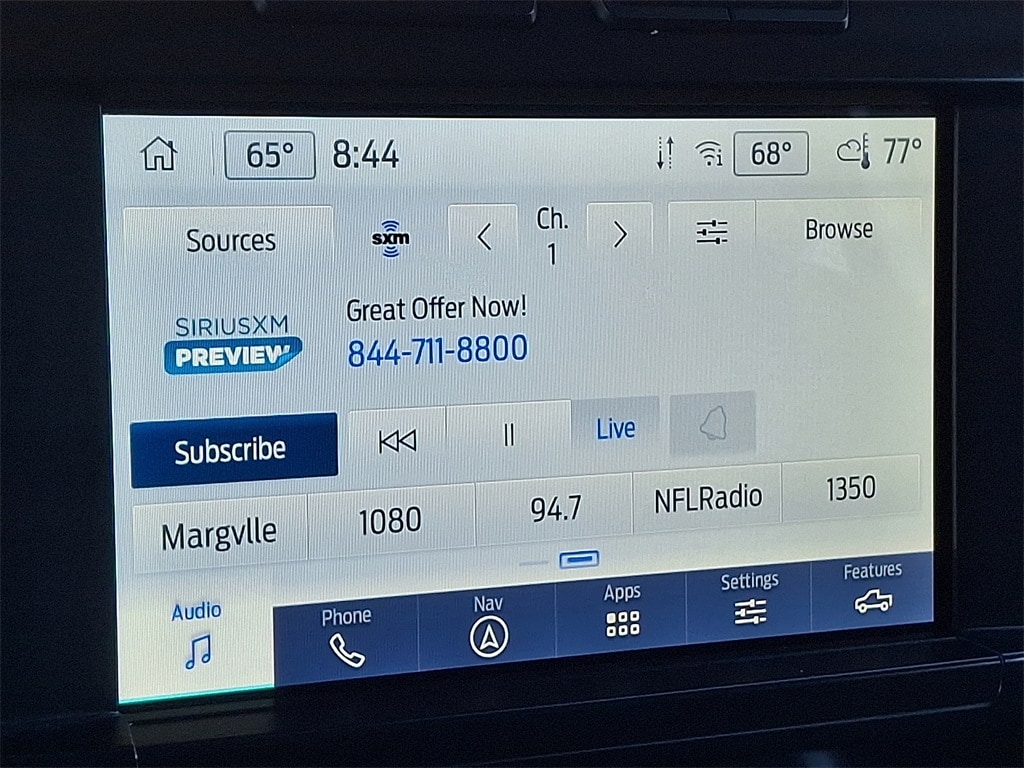 65° 8:44 68° 77°
Sources sxm Ch. Browse
1
SIRIUSXM
PREVIEW
Great Offer Now!
844-711-8800
Subscribe Live
Margvlle 1080 94.7 NFLRadio 1350
Audio Phone Nav Apps Settings Features